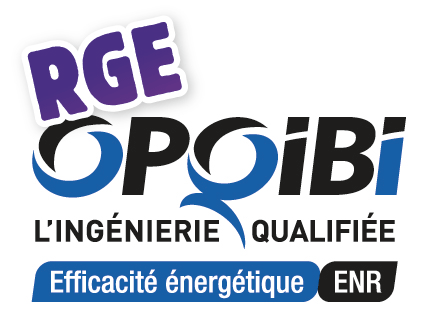 RGE
OPQiBi
L'INGÉNIERIE QUALIFIÉE
Efficacité énergétique ENR